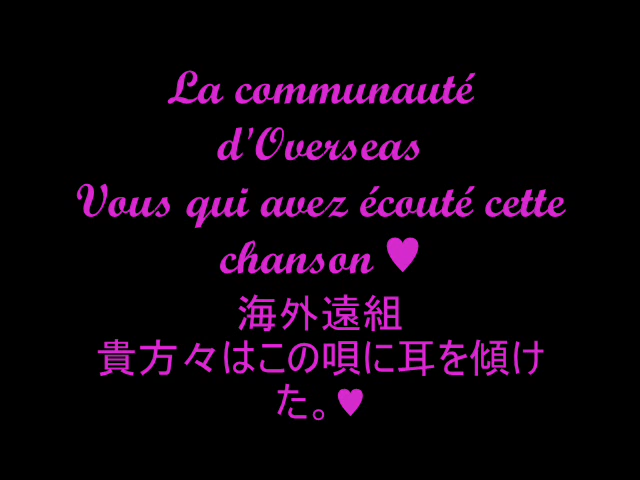 La communauté
d'Overseas
Vous qui avez écouté cette
chanson ♥
海外遠組
貴方々はこの唄に耳を傾け
た。♥